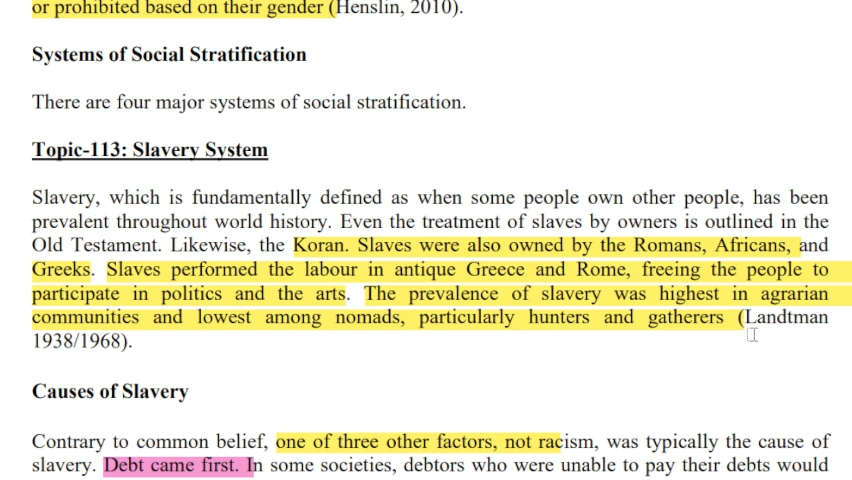 or prohibited based on their gender (Henslin, 2010).
Systems of Social Stratification
There are four major systems of social stratification.
Topic-113: Slavery System
Slavery, which is fundamentally defined as when some people own other people, has been
prevalent throughout world history. Even the treatment of slaves by owners is outlined in the
Old Testament. Likewise, the Koran. Slaves were also owned by the Romans, Africans, and
Greeks. Slaves performed the labour in antique Greece and Rome, freeing the people to
participate in politics and the arts. The prevalence of slavery was highest in agrarian
communities and lowest among nomads, particularly hunters and gatherers (Landtman
1938/1968).
Causes of Slavery
Contrary to common belief, one of three other factors, not racism, was typically the cause of
slavery. Debt came first. In some societies, debtors who were unable to pay their debts would